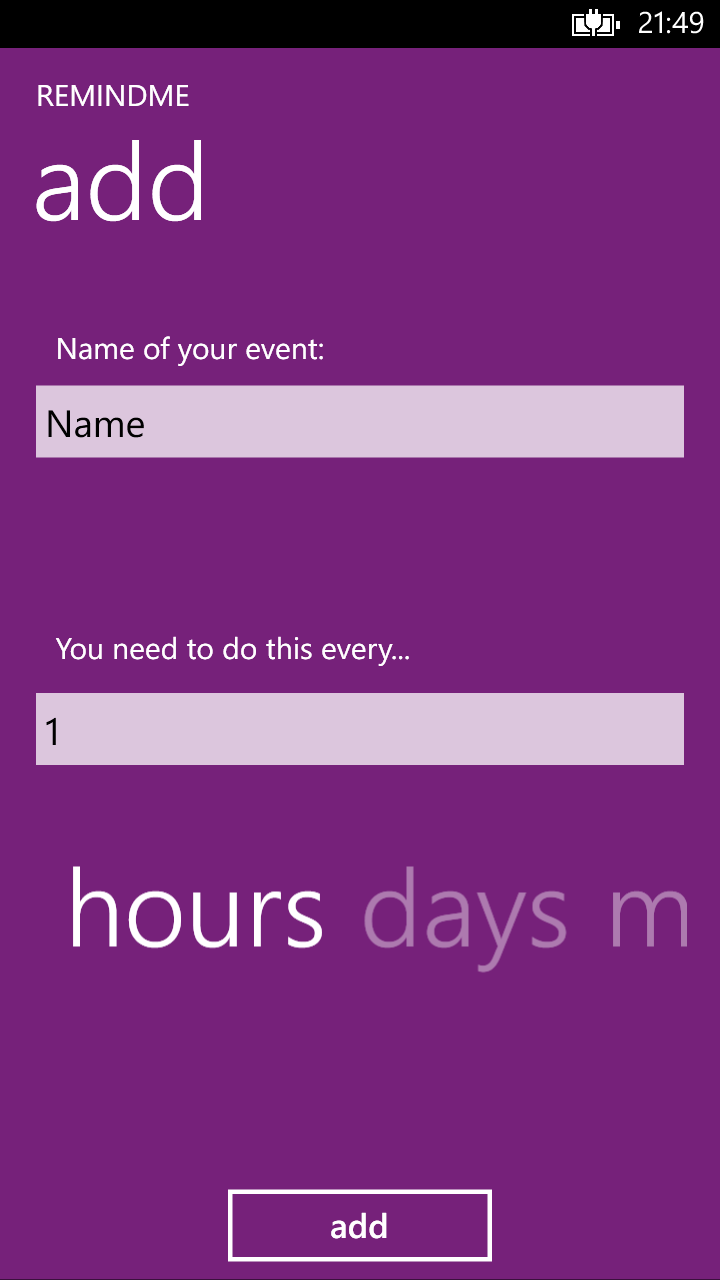 21:49
REMINDME
add
Name of your event:
Name
You need to do this every...
1
hours days m
add